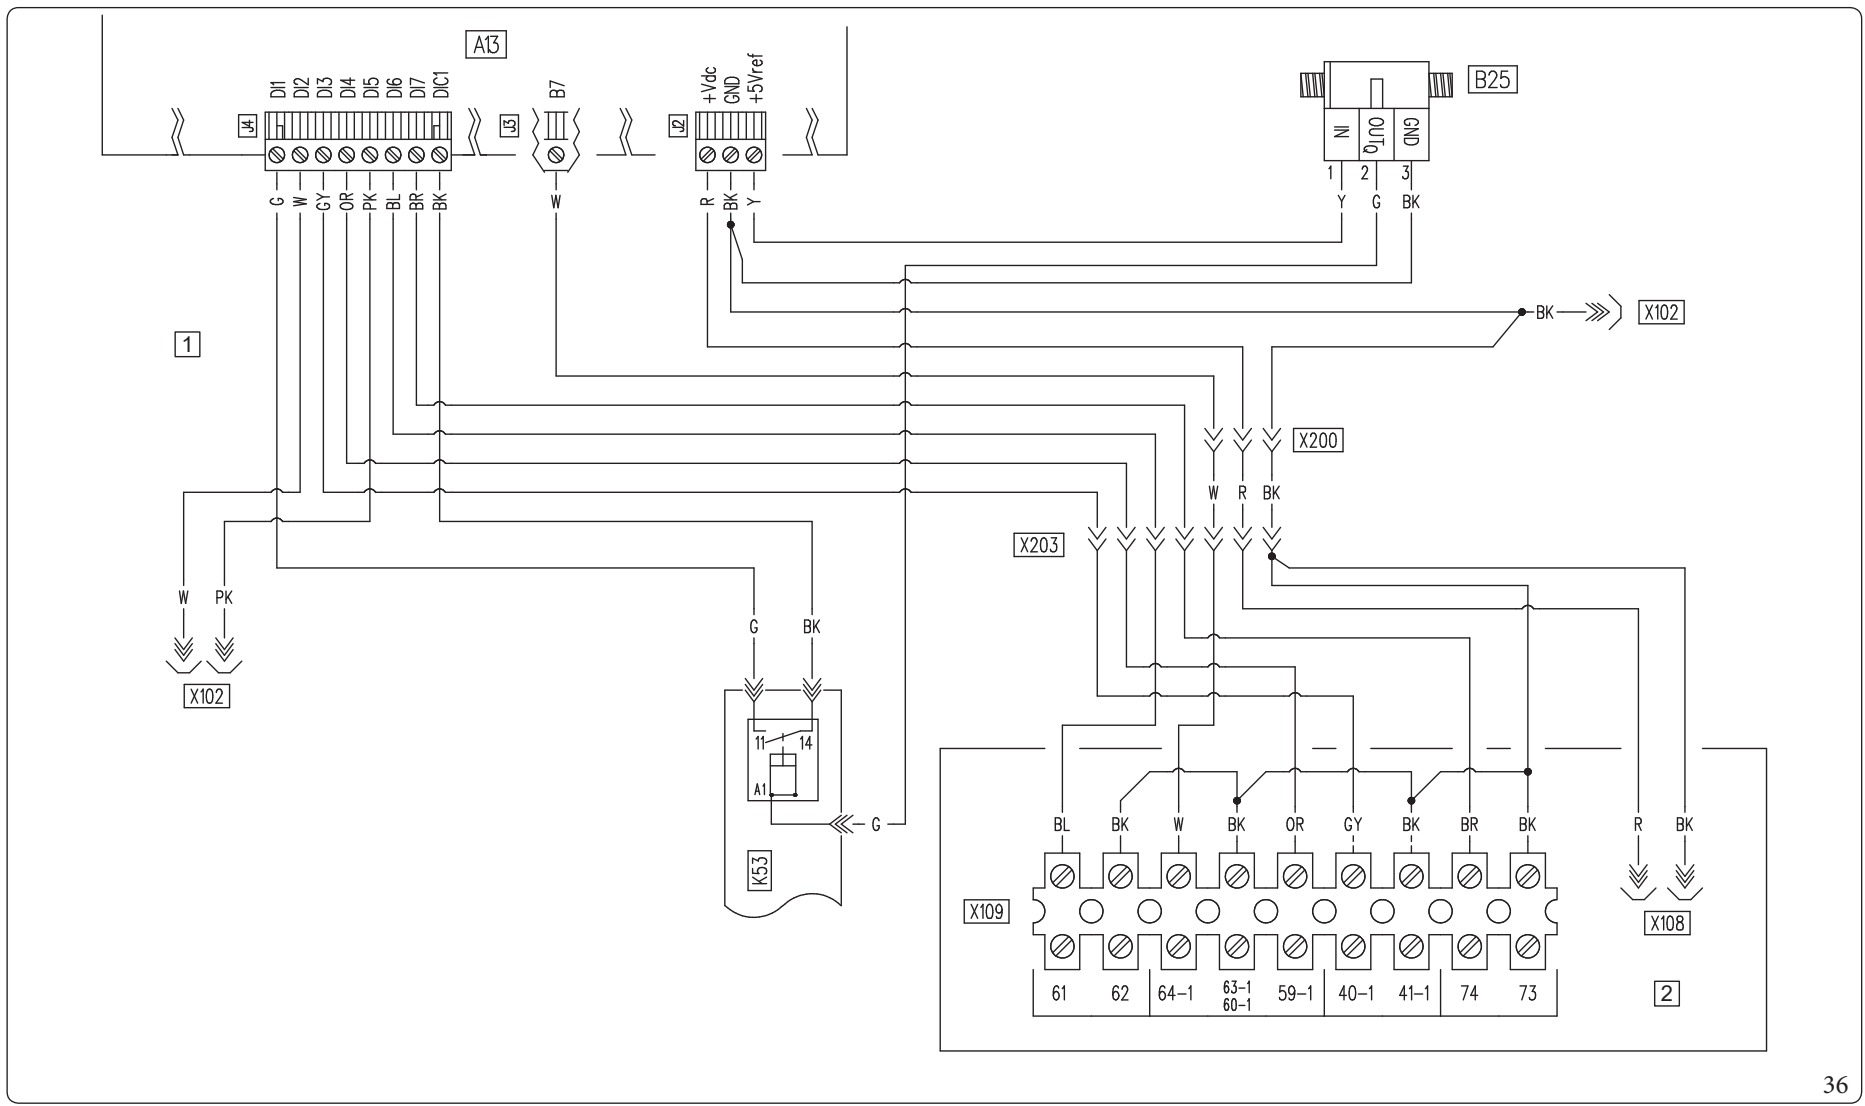 A13
B25
DI1 DI2 DI3 DI4 DI5 DI6 DI7 DIC1
B7
+Vdc GND +5Vref
J4
J3
J2
IN OUTQ GND
1 2 3
G W GY OR PK BL BR BK
W
R BK Y
Y G BK
BK
X102
1
X200
W R BK
X203
W PK
X102
G BK
11 14
A1
G
K53
BL BK W BK OR GY BK BR BK R BK
X109
X108
61 62 64-1 63-1 59-1 40-1 41-1 74 73
60-1
2
36